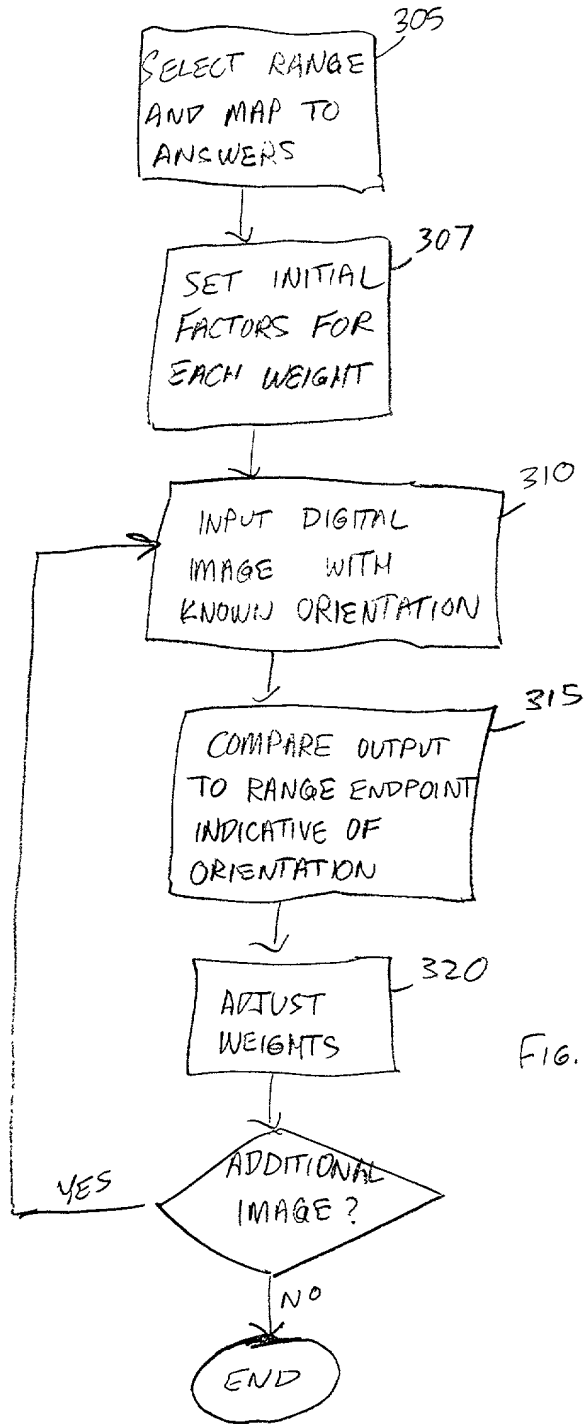 305
SELECT RANGE
AND MAP TO
ANSWERS
307
SET INITIAL
FACTORS FOR
EACH WEIGHT
310
INPUT DIGITAL
IMAGE WITH
KNOWN ORIENTATION
315
COMPARE OUTPUT
TO RANGE ENDPOINT
INDICATIVE OF
ORIENTATION
320
ADJUST
WEIGHTS
FIG.
ADDITIONAL
IMAGE?
YES
NO
END